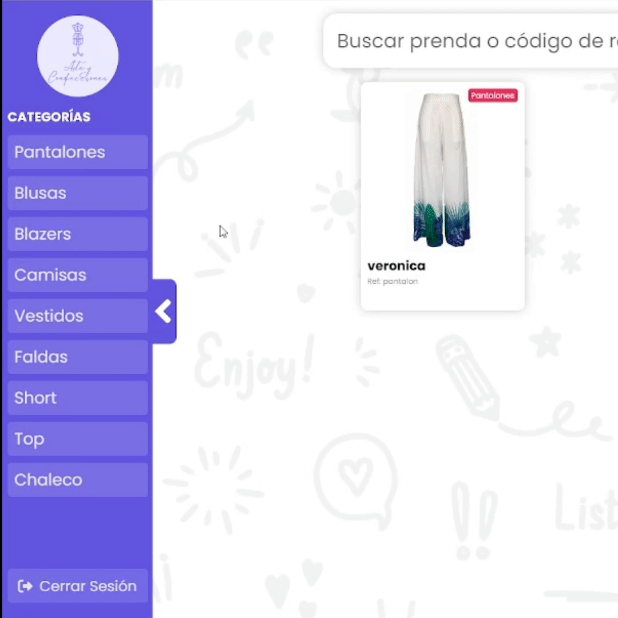 Arte y
Confecciones
CATEGORÍAS
Pantalones
Blusas
Blazers
Camisas
Vestidos
Faldas
Short
Top
Chaleco
Cerrar Sesión
Buscar prenda o código de
Pantalones
veronica
Ref: pantalon
Enjoy!
!!
List